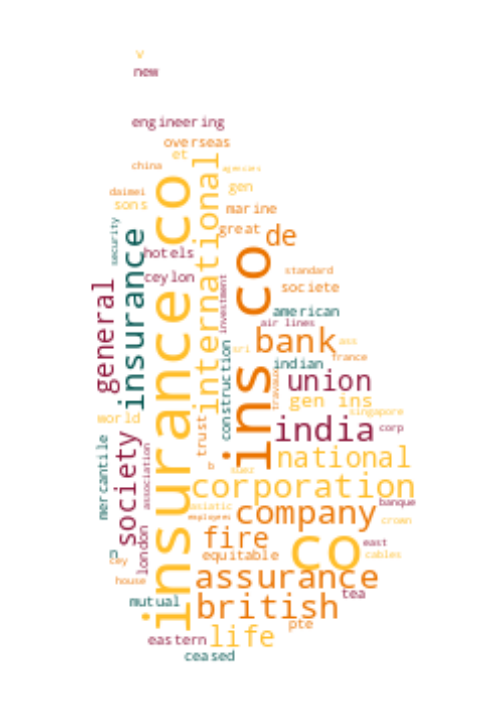 v
new
engineering
overseas
et
china
agencies
international
gen
daimei
sons
insurance co
marine
security
insurance
great
de
hotels
ins co
ceylon
standard
general
investment
societe
american
air lines
construction
bank
ass
sri
france
indian
travaux
union
gen ins
singapore
world
trust
india
corp
society
mercantile
association
national
b
corporation
asiatic
banque
company
employees
crown
london
fire
east
p
equitable
co
cables
cey
house
assurance
mutual
british
tea
pte
eastern
life
ceased